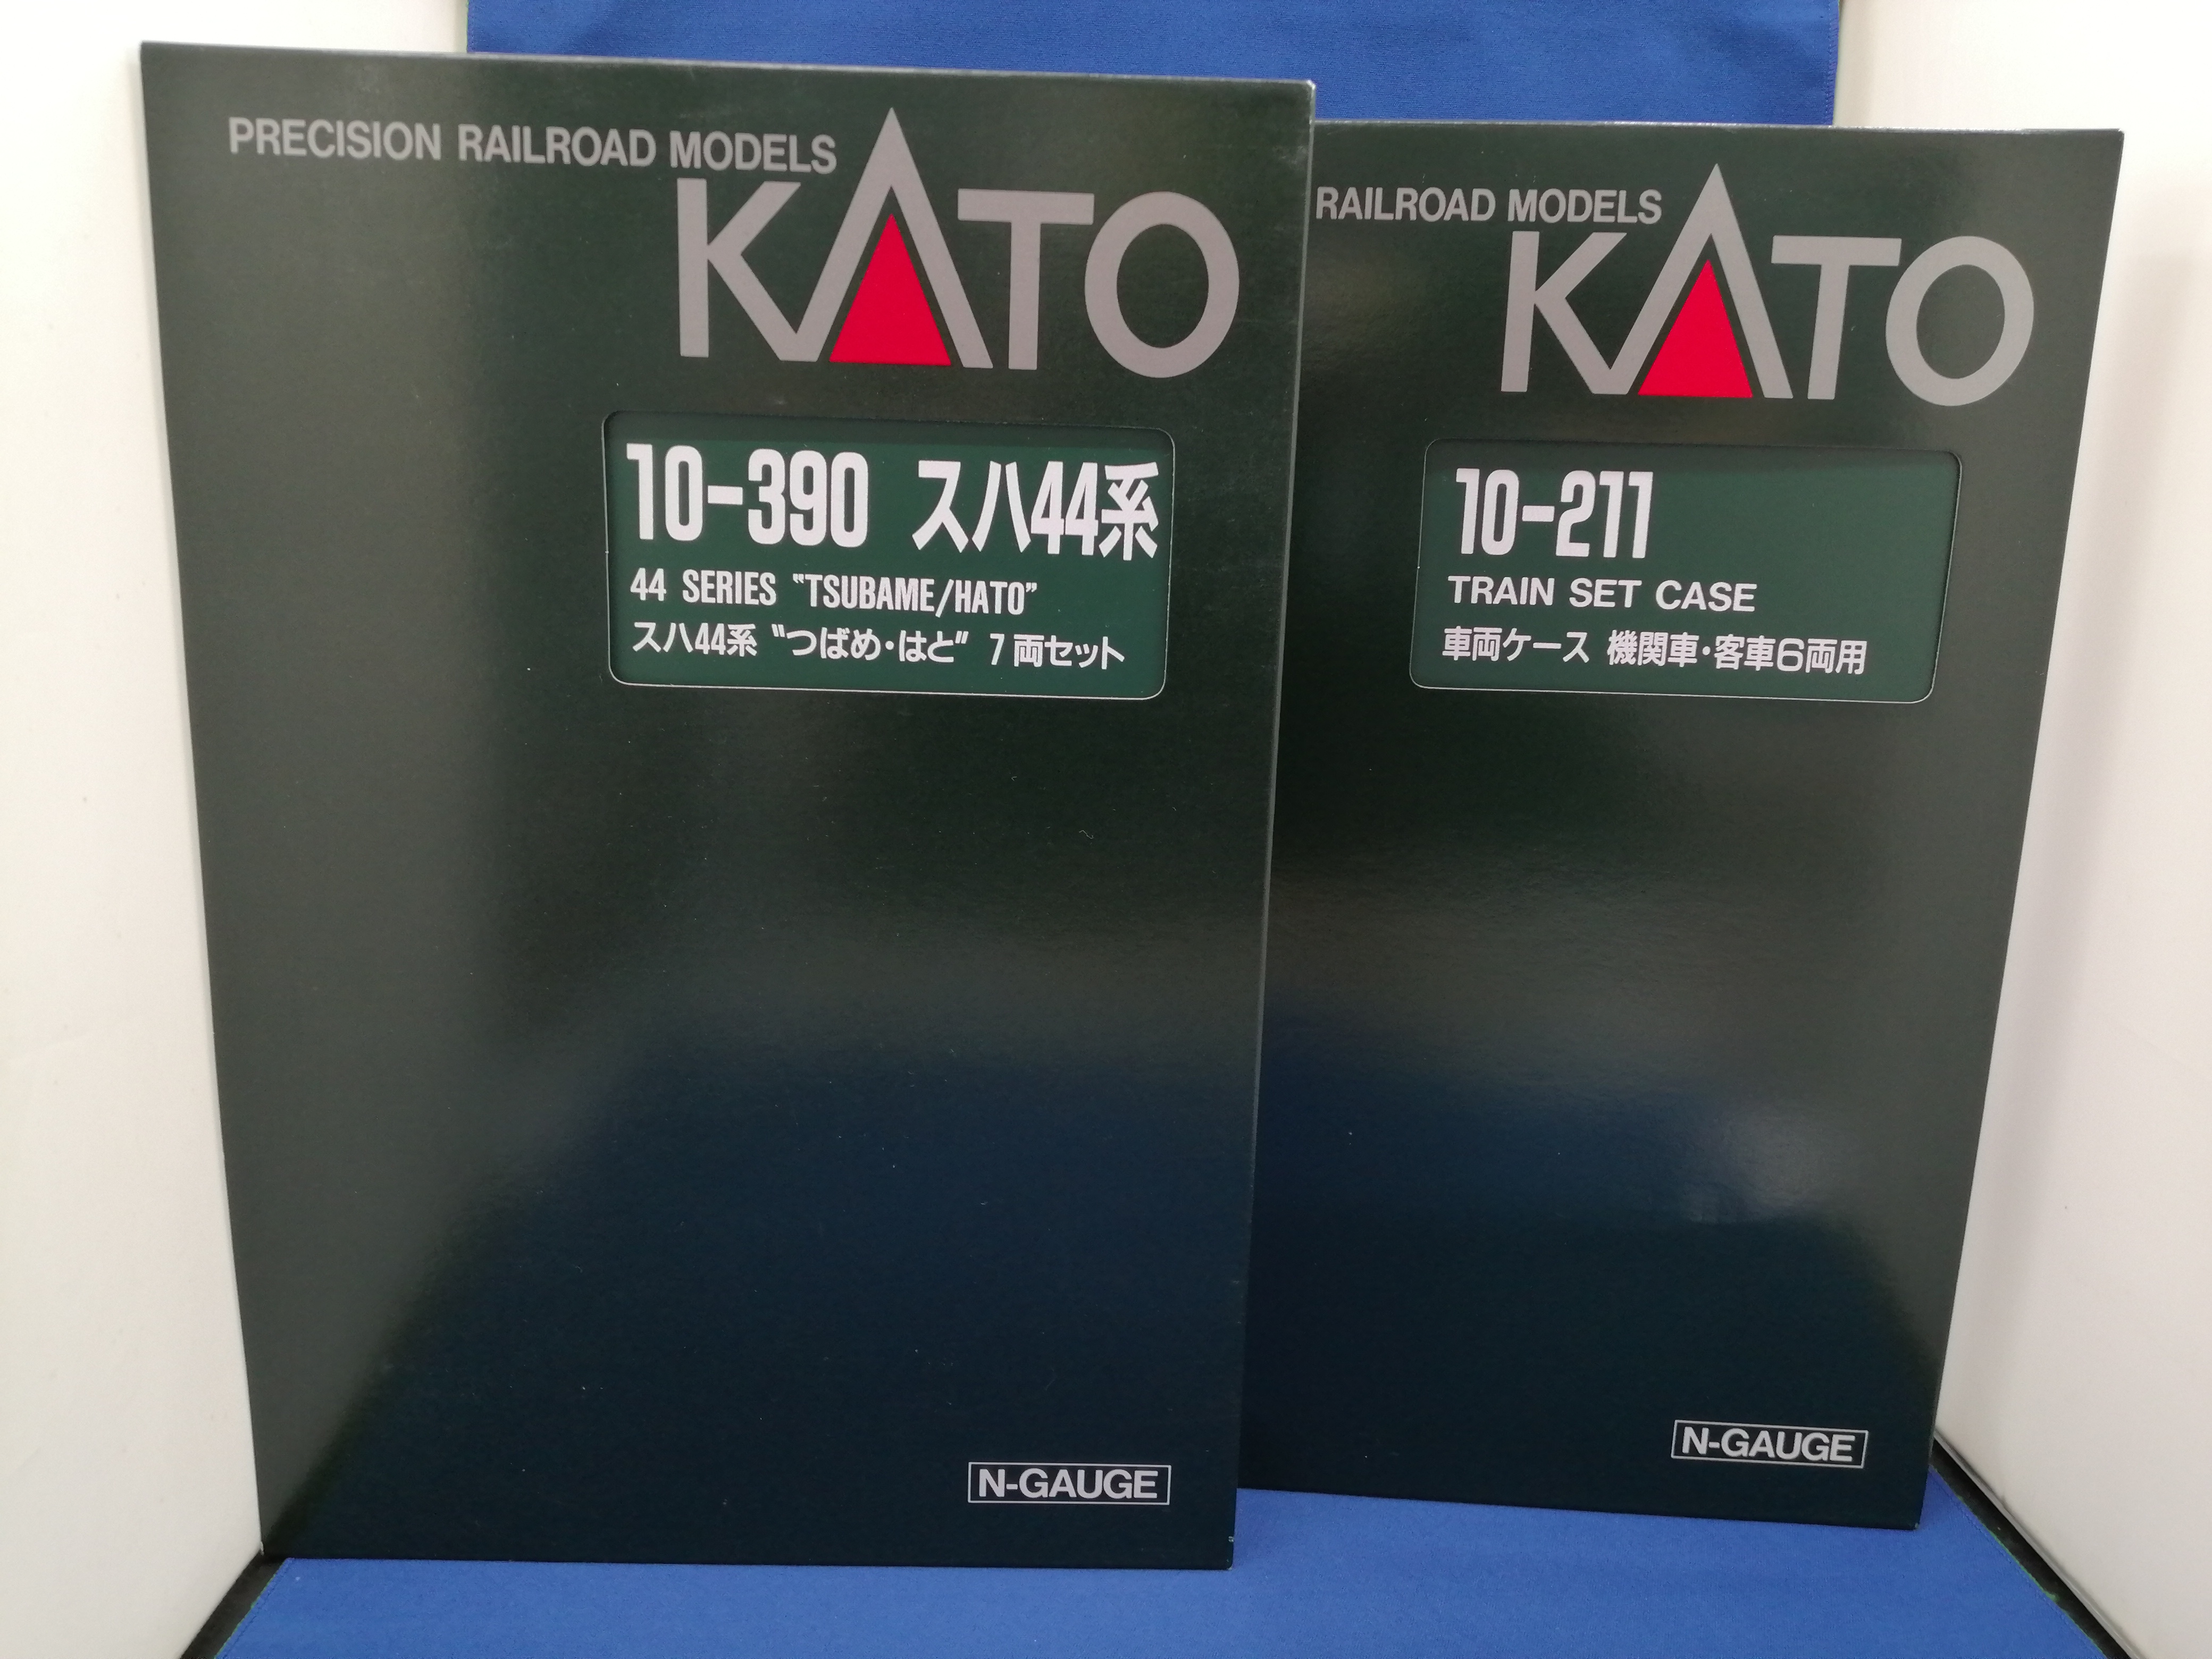 PRECISION RAILROAD MODELS
KATO
10-390 スハ44系
44 SERIES "TSUBAME/HATO"
スハ44系 "つばめ・はと" 7両セット
N-GAUGE
RAILROAD MODELS
KATO
10-211
TRAIN SET CASE
車両ケース 機関車・客車6両用
N-GAUGE